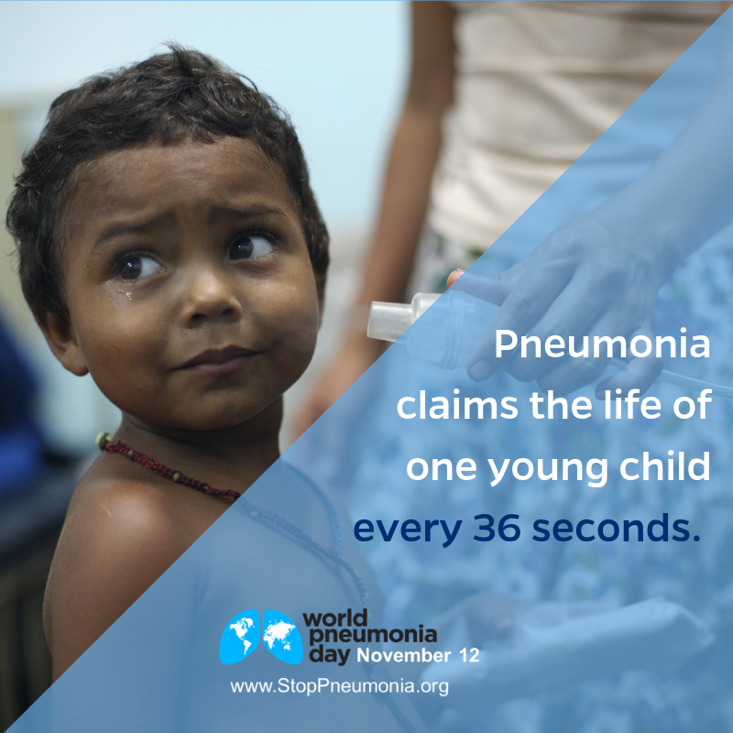 Pneumonia
claims the life of
one young child
every 36 seconds.
world
pneumonia
day November 12
www.StopPneumonia.org